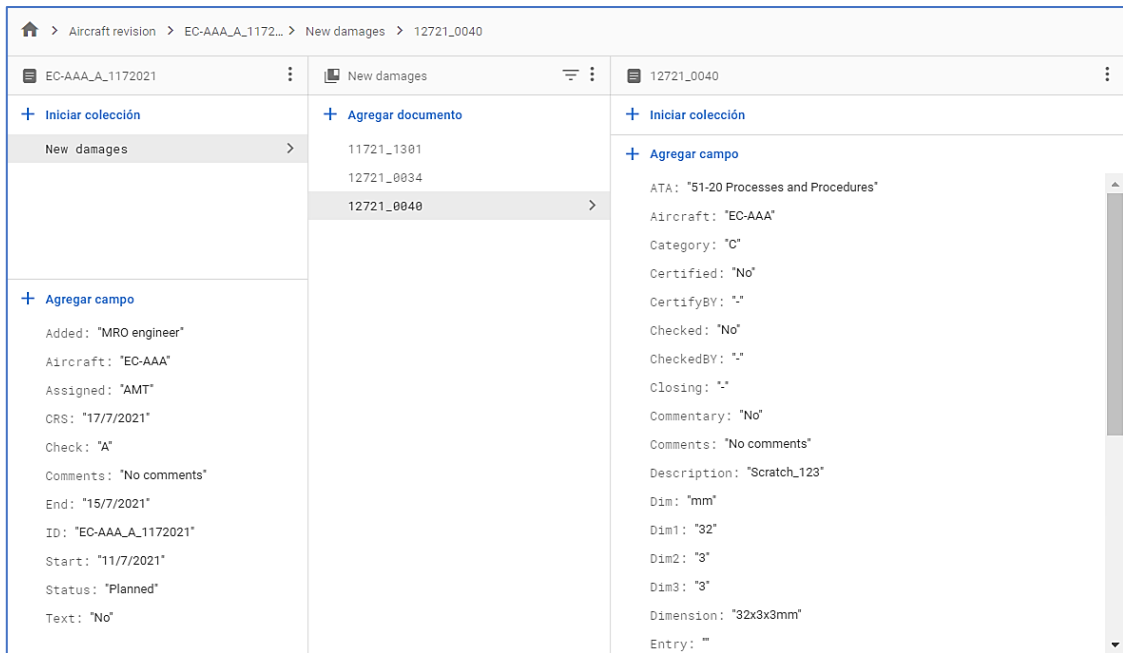 Aircraft revision > EC-AAA_A_1172... > New damages > 12721_0040
EC-AAA_A_1172021
Iniciar colección
New damages
Agregar campo
Added: "MRO engineer"
Aircraft: "EC-AAA"
Assigned: "AMT"
CRS: "17/7/2021"
Check: "A"
Comments: "No comments"
End: "15/7/2021"
ID: "EC-AAA_A_1172021"
Start: "11/7/2021"
Status: "Planned"
Text: "No"
New damages
Agregar documento
11721_1301
12721_0034
12721_0040
12721_0040
Iniciar colección
Agregar campo
ATA: "51-20 Processes and Procedures"
Aircraft: "EC-AAA"
Category: "C"
Certified: "No"
CertifyBY: "-"
Checked: "No"
CheckedBY: "-"
Closing: "-"
Commentary: "No"
Comments: "No comments"
Description: "Scratch_123"
Dim: "mm"
Dim1: "32"
Dim2: "3"
Dim3: "3"
Dimension: "32x3x3mm"
Entry: ""